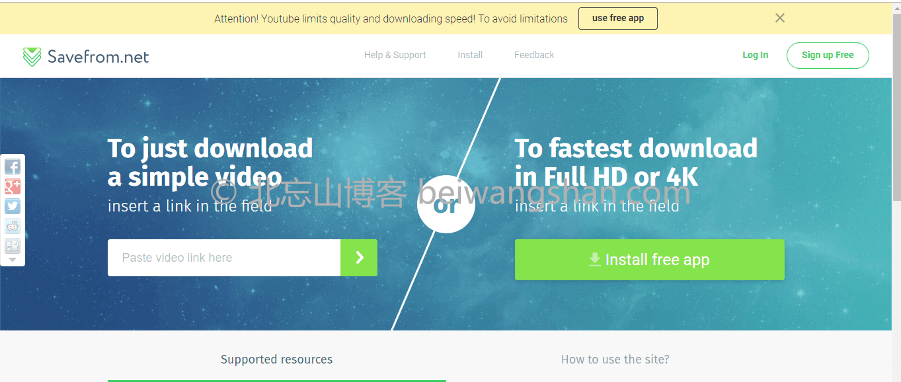 Attention! Youtube limits quality and downloading speed! To avoid limitations use free app
Savefrom.net Help & Support Install Feedback Log In Sign up Free
To just download
a simple video
insert a link in the field
Paste video link here
or
To fastest download
in Full HD or 4K
insert a link in the field
Install free app
© 北忘山博客 beiwangshan.com
Supported resources How to use the site?